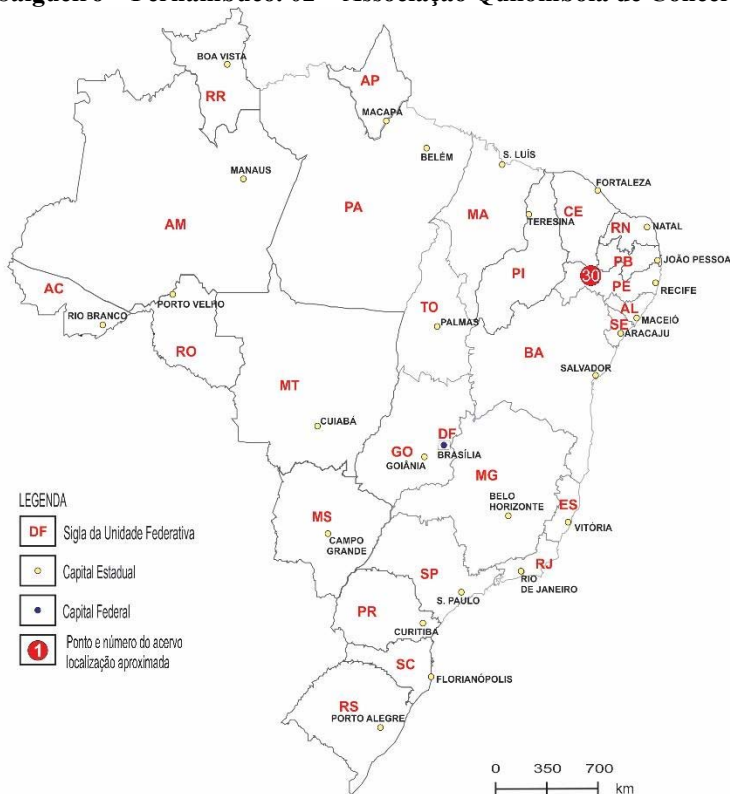 BOA VISTA
RR
AP
MACAPÁ
BELÉM
S. LUÍS
MANAUS
FORTALEZA
PA
MA
TERESINA
CE
AM
RN
NATAL
PB
JOÃO PESSOA
PI
30
PE
RECIFE
AC
PORTO VELHO
TO
AL
MACEIÓ
RIO BRANCO
PALMAS
SE
ARACAJU
RO
BA
SALVADOR
MT
CUIABÁ
DF
GO
BRASÍLIA
GOIÂNIA
MG
BELO
HORIZONTE
ES
VITÓRIA
MS
CAMPO
GRANDE
RJ
SP
RIO
DE JANEIRO
S. PAULO
PR
CURITIBA
SC
FLORIANÓPOLIS
RS
PORTO ALEGRE
LEGENDA
DF Sigla da Unidade Federativa
Capital Estadual
Capital Federal
1 Ponto e número do acervo
localização aproximada
0 350 700
km